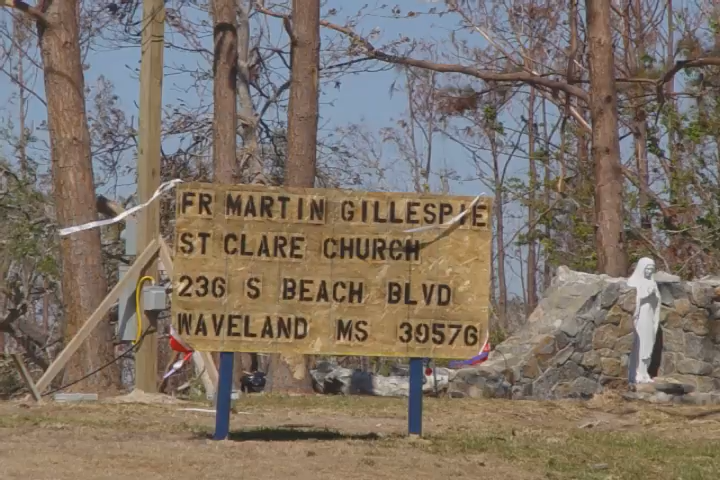 FR MARTIN GILLESPIE
ST CLARE CHURCH
236 S BEACH BLVD
WAVELAND MS 39576